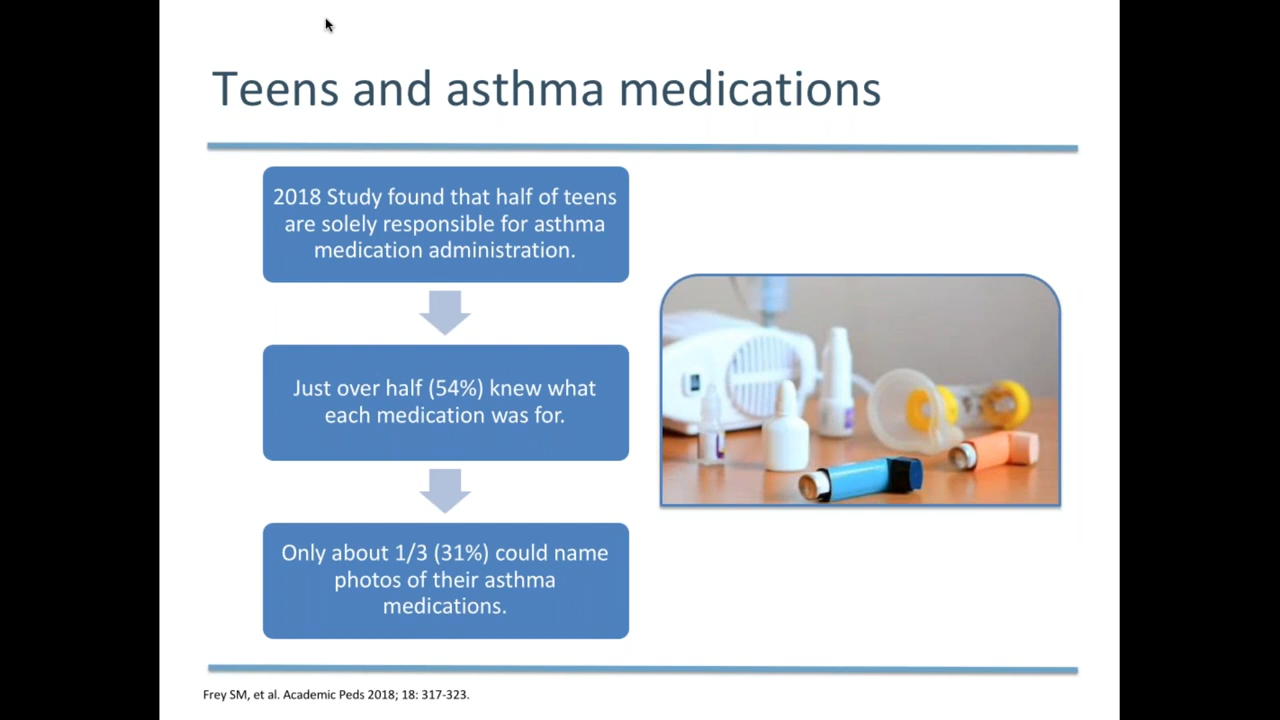 Teens and asthma medications
2018 Study found that half of teens
are solely responsible for asthma
medication administration.
Just over half (54%) knew what
each medication was for.
Only about 1/3 (31%) could name
photos of their asthma
medications.
Frey SM, et al. Academic Peds 2018; 18: 317-323.